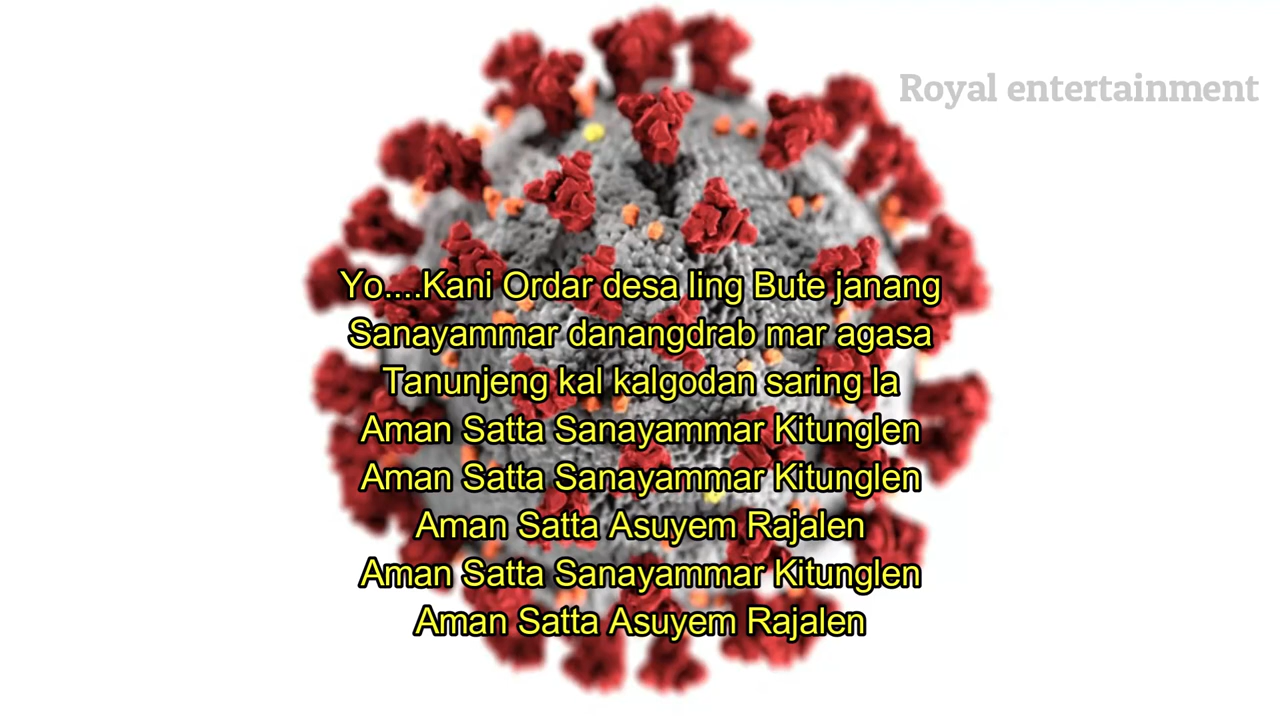 Royal entertainment
Yo....Kani Ordar desa ling Bute janang
Sanayammar danangdrab mar agasa
Tanunjeng kal kalgodan saring la
Aman Satta Sanayammar Kitunglen
Aman Satta Sanayammar Kitunglen
Aman Satta Asuyem Rajalen
Aman Satta Sanayammar Kitunglen
Aman Satta Asuyem Rajalen